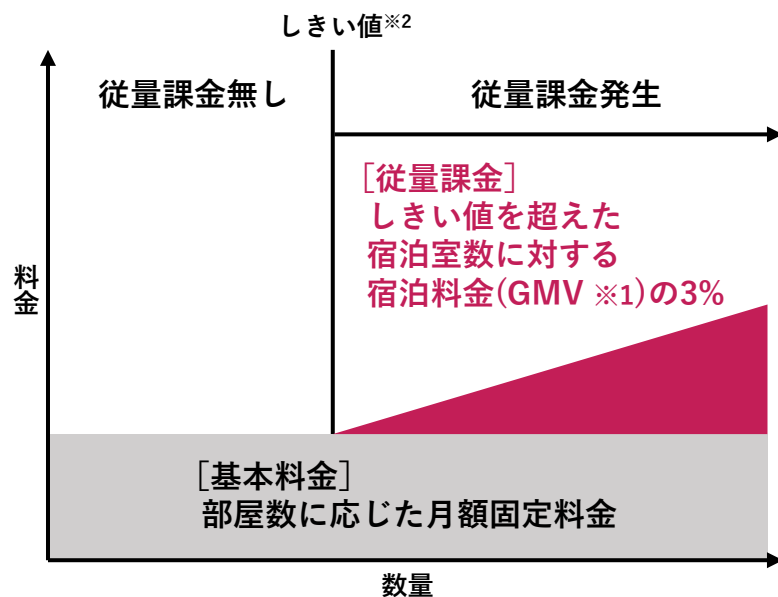 しきい値※2
従量課金無し
従量課金発生
［従量課金］
しきい値を超えた
宿泊室数に対する
宿泊料金(GMV ※1)の3%
料金
［基本料金］
部屋数に応じた月額固定料金
数量